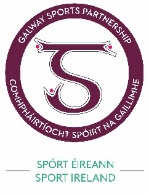 GALWAY SPORTS PARTNERSHIP
COMHPHÁIRTÍOCHT SPÓIRT NA GAILLIMHE
SPÓRT ÉIREANN
SPORT IRELAND